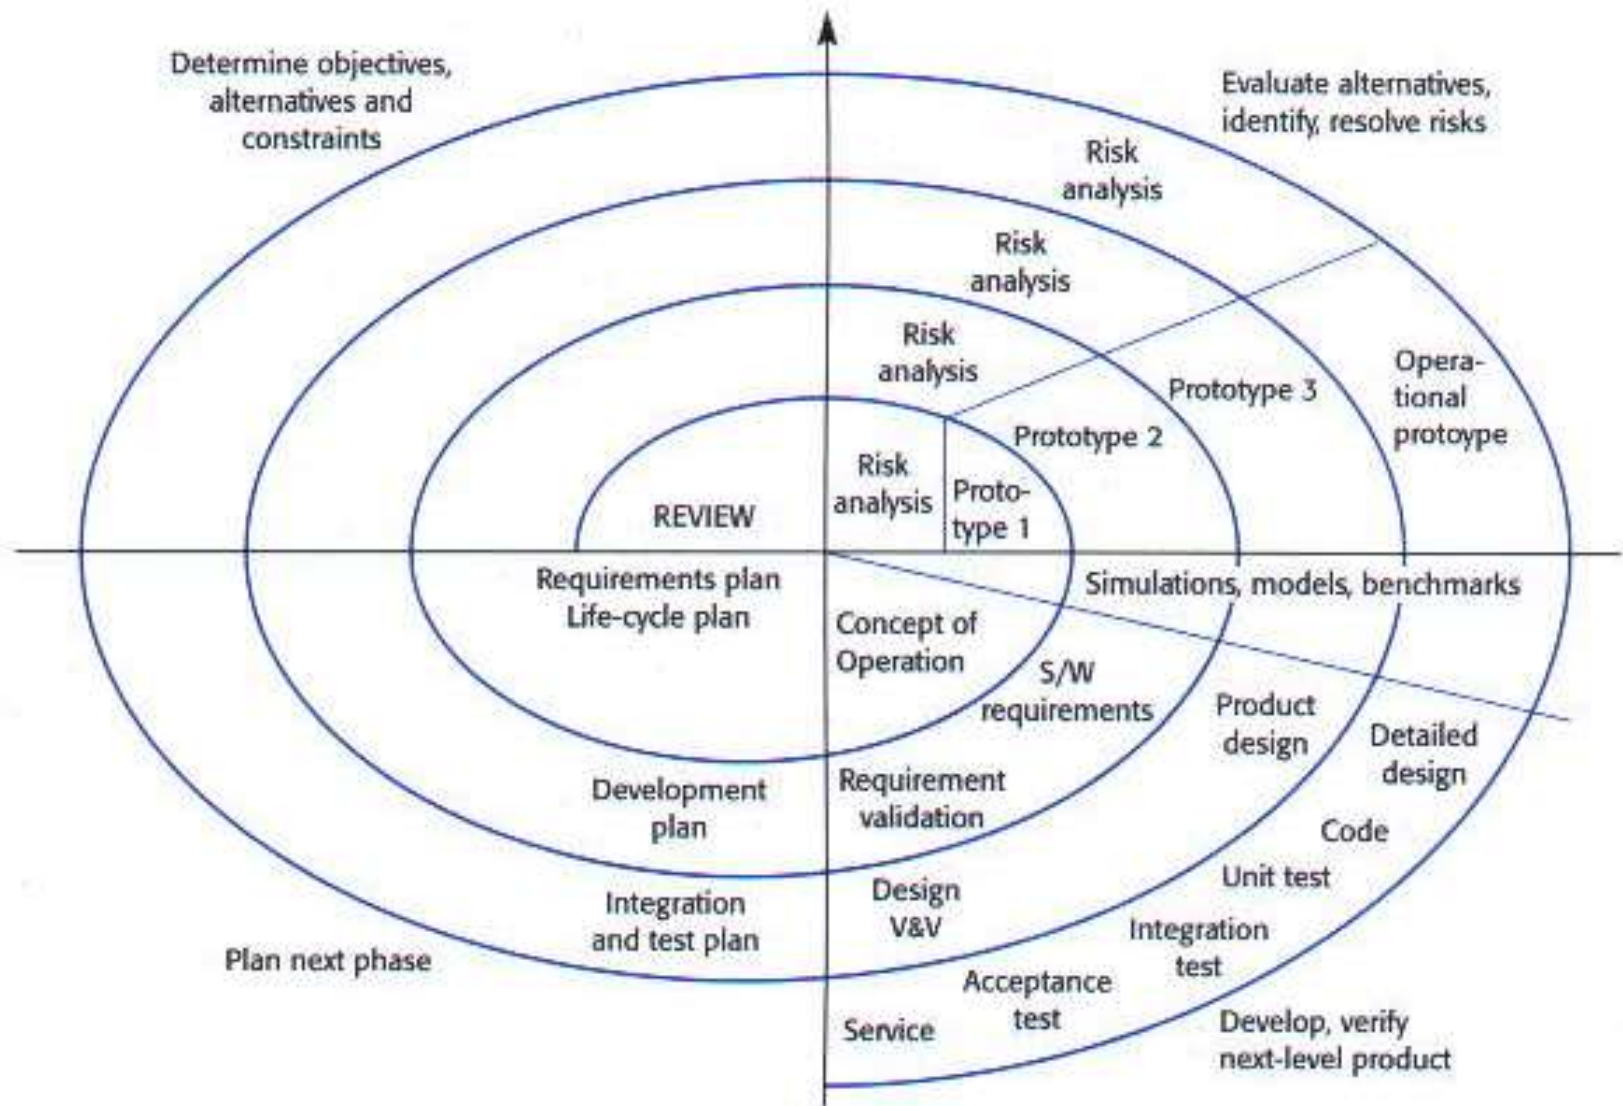 Determine objectives,
alternatives and
constraints
Evaluate alternatives,
identify, resolve risks
Risk
analysis
Risk
analysis
Risk
analysis
Opera-
tional
protoype
Prototype 3
Prototype 2
Risk
analysis
Proto-
type 1
REVIEW
Requirements plan
Life-cycle plan
Simulations, models, benchmarks
Concept of
Operation
S/W
requirements
Product
design
Detailed
design
Development
plan
Requirement
validation
Code
Unit test
Integration
and test plan
Design
V&V
Integration
test
Plan next phase
Acceptance
test
Service
Develop, verify
next-level product